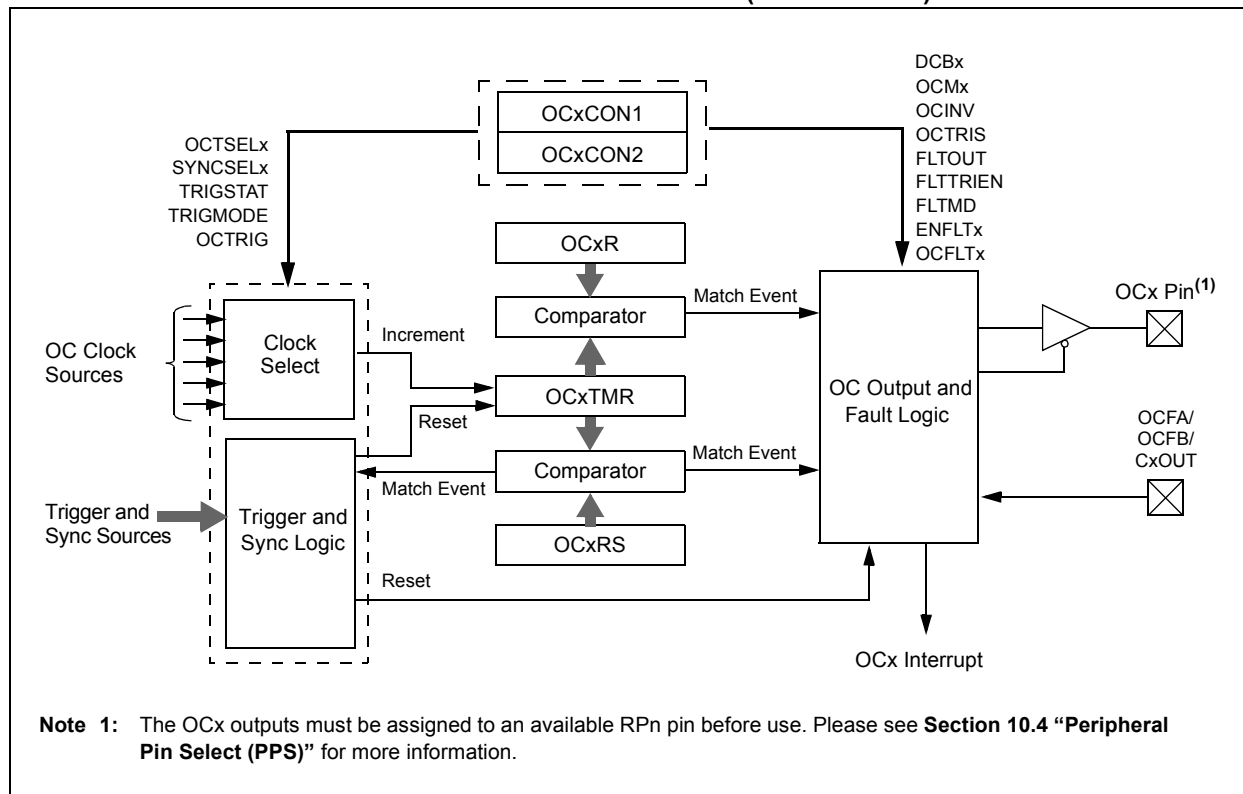 DCBx
OCMx
OCINV
OCTRIS
FLTOUT
FLTTRIEN
FLTMD
ENFLTx
OCFLTx
OCxCON1
OCxCON2
OCTSELx
SYNCSELx
TRIGSTAT
TRIGMODE
OCTRIG
OCxR
Comparator
Match Event
OCx Pin(1)
OC Clock
Sources
Clock
Select
Increment
OCxTMR
Reset
OC Output and
Fault Logic
OCFA/
OCFB/
CxOUT
Comparator
Match Event
Match Event
Trigger and
Sync Sources
Trigger and
Sync Logic
OCxRS
Reset
OCx Interrupt
Note 1: The OCx outputs must be assigned to an available RPn pin before use. Please see Section 10.4 “Peripheral
Pin Select (PPS)” for more information.